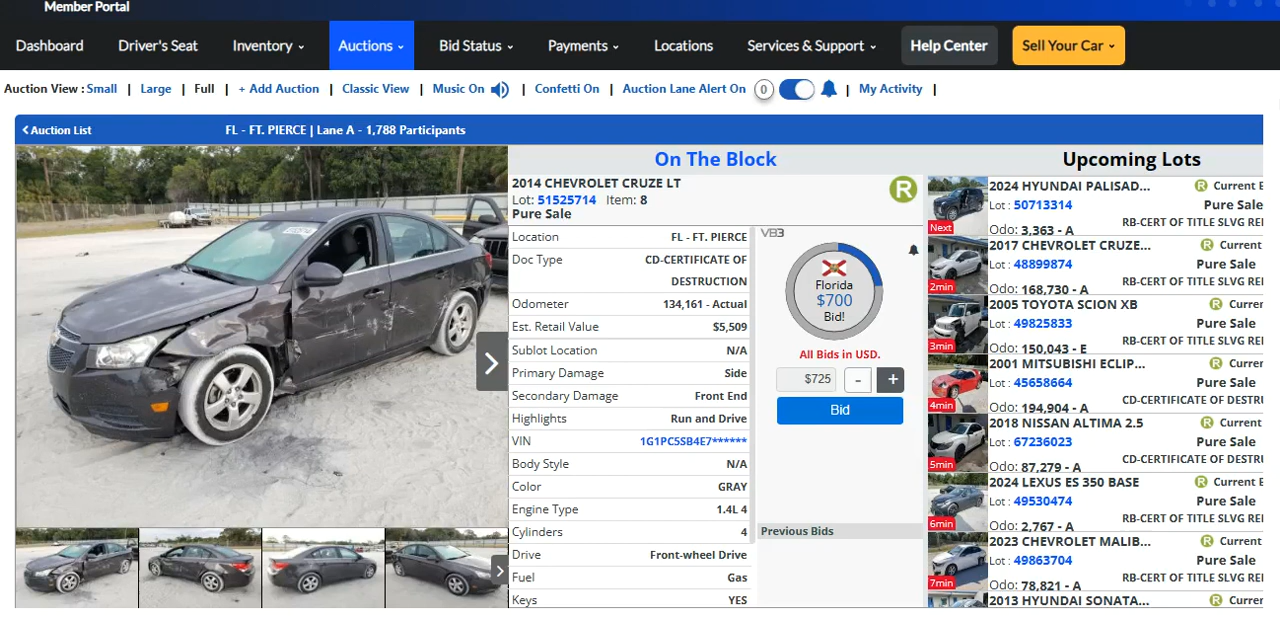 Member Portal
Dashboard
Driver's Seat
Inventory
Auctions
Bid Status
Payments
Locations
Services & Support
Help Center
Sell Your Car
Auction View : Small | Large | Full | + Add Auction | Classic View | Music On | Confetti On | Auction Lane Alert On 0 | My Activity |
Auction List
FL - FT. PIERCE | Lane A - 1,788 Participants
On The Block
2014 CHEVROLET CRUZE LT
Lot: 51525714 Item: 8
Pure Sale
R
Location FL - FT. PIERCE
Doc Type CD-CERTIFICATE OF
DESTRUCTION
Odometer 134,161 - Actual
Est. Retail Value $5,509
Sublot Location N/A
Primary Damage Side
Secondary Damage Front End
Highlights Run and Drive
VIN 1G1PC5SB4E7******
Body Style N/A
Color GRAY
Engine Type 1.4L 4
Cylinders 4
Drive Front-wheel Drive
Fuel Gas
Keys YES
VB3
Florida
$700
Bid!
All Bids in USD.
$725 - +
Bid
Previous Bids
Upcoming Lots
2024 HYUNDAI PALISAD... R Current E
Lot : 50713314 Pure Sale
RB-CERT OF TITLE SLVG REI
Next
Odo: 3,363 - A
2017 CHEVROLET CRUZE... R Current
Lot : 48899874 Pure Sale
RB-CERT OF TITLE SLVG REI
2min
Odo: 168,730 - A
2005 TOYOTA SCION XB R Currer
Lot : 49825833 Pure Sale
3min
Odo: 150,043 - E
2001 MITSUBISHI ECLIP... R Currer
Lot : 45658664 Pure Sale
CD-CERTIFICATE OF DESTRU
4min
Odo: 194,904 - A
2018 NISSAN ALTIMA 2.5 R Current
Lot : 67236023 Pure Sale
CD-CERTIFICATE OF DESTRU
5min
Odo: 87,279 - A
2024 LEXUS ES 350 BASE R Current E
Lot : 49530474 Pure Sale
RB-CERT OF TITLE SLVG REI
6min
Odo: 2,767 - A
2023 CHEVROLET MALIB... R Current
Lot : 49863704 Pure Sale
RB-CERT OF TITLE SLVG REI
7min
Odo: 78,821 - A
2013 HYUNDAI SONATA... R Currer